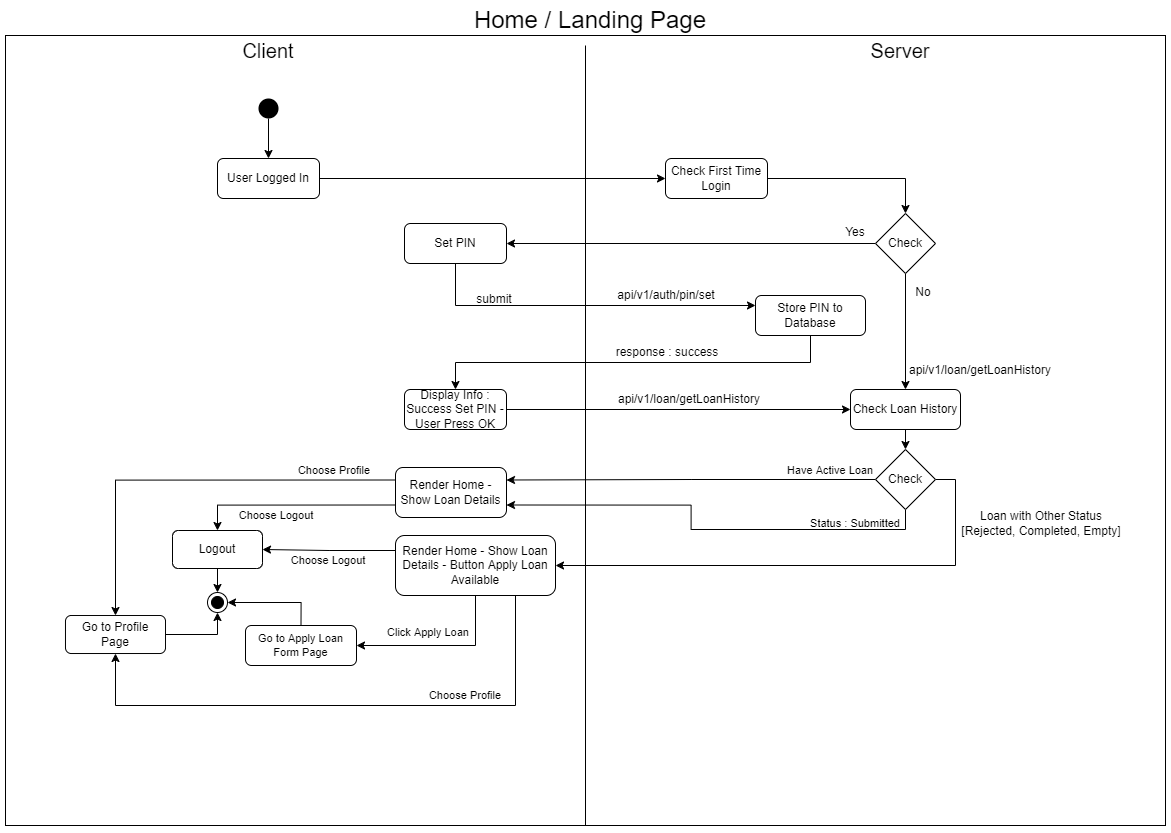 Home / Landing Page
Client
Server
User Logged In
Check First Time
Login
Yes
Check
Set PIN
No
submit
api/v1/auth/pin/set
Store PIN to
Database
response : success
api/v1/loan/getLoanHistory
Display Info :
Success Set PIN -
User Press OK
api/v1/loan/getLoanHistory
Check Loan History
Choose Profile
Have Active Loan
Check
Render Home -
Show Loan Details
Choose Logout
Status : Submitted
Loan with Other Status
[Rejected, Completed, Empty]
Logout
Choose Logout
Render Home - Show Loan
Details - Button Apply Loan
Available
Go to Profile
Page
Go to Apply Loan
Form Page
Click Apply Loan
Choose Profile